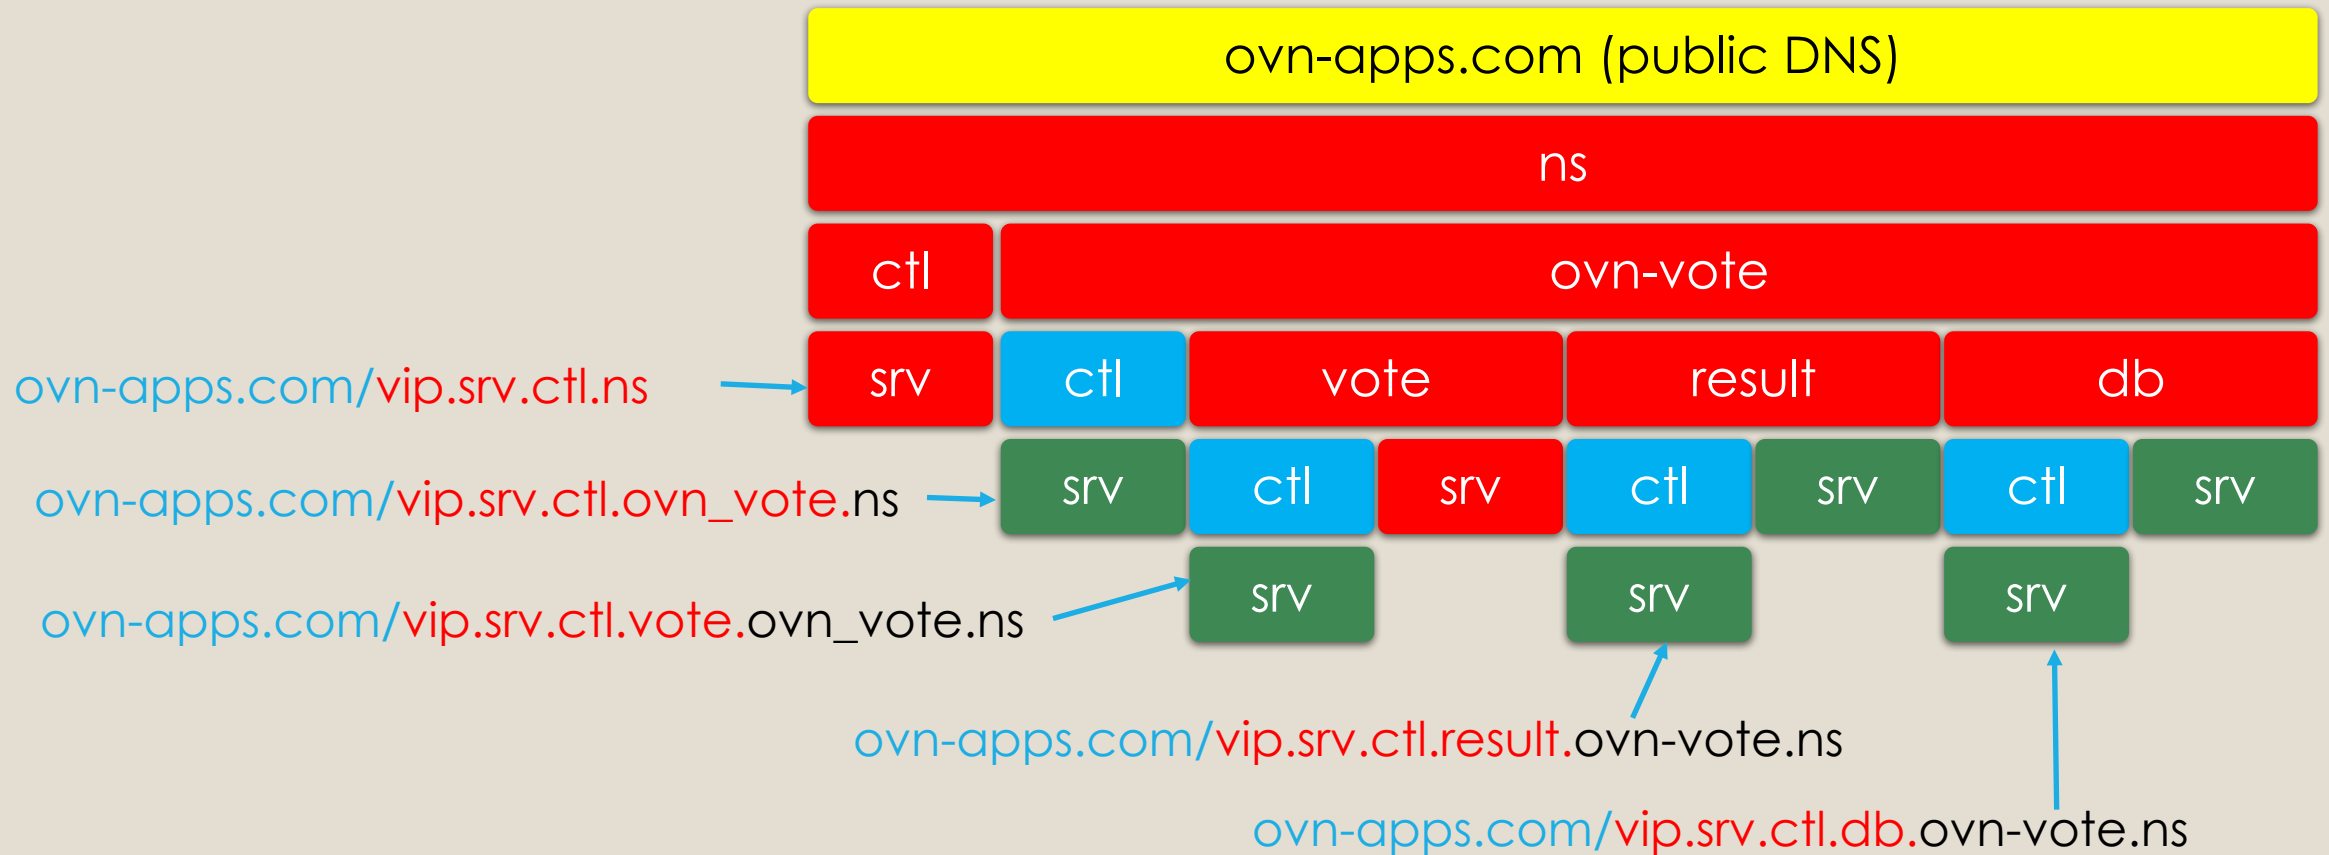 ovn-apps.com (public DNS)
ns
ctl
ovn-vote
ovn-apps.com/vip.srv.ctl.ns
srv
ctl
vote
result
db
ovn-apps.com/vip.srv.ctl.ovn_vote.ns
srv
ctl
srv
ctl
srv
ctl
srv
ovn-apps.com/vip.srv.ctl.vote.ovn_vote.ns
srv
srv
srv
ovn-apps.com/vip.srv.ctl.result.ovn-vote.ns
ovn-apps.com/vip.srv.ctl.db.ovn-vote.ns